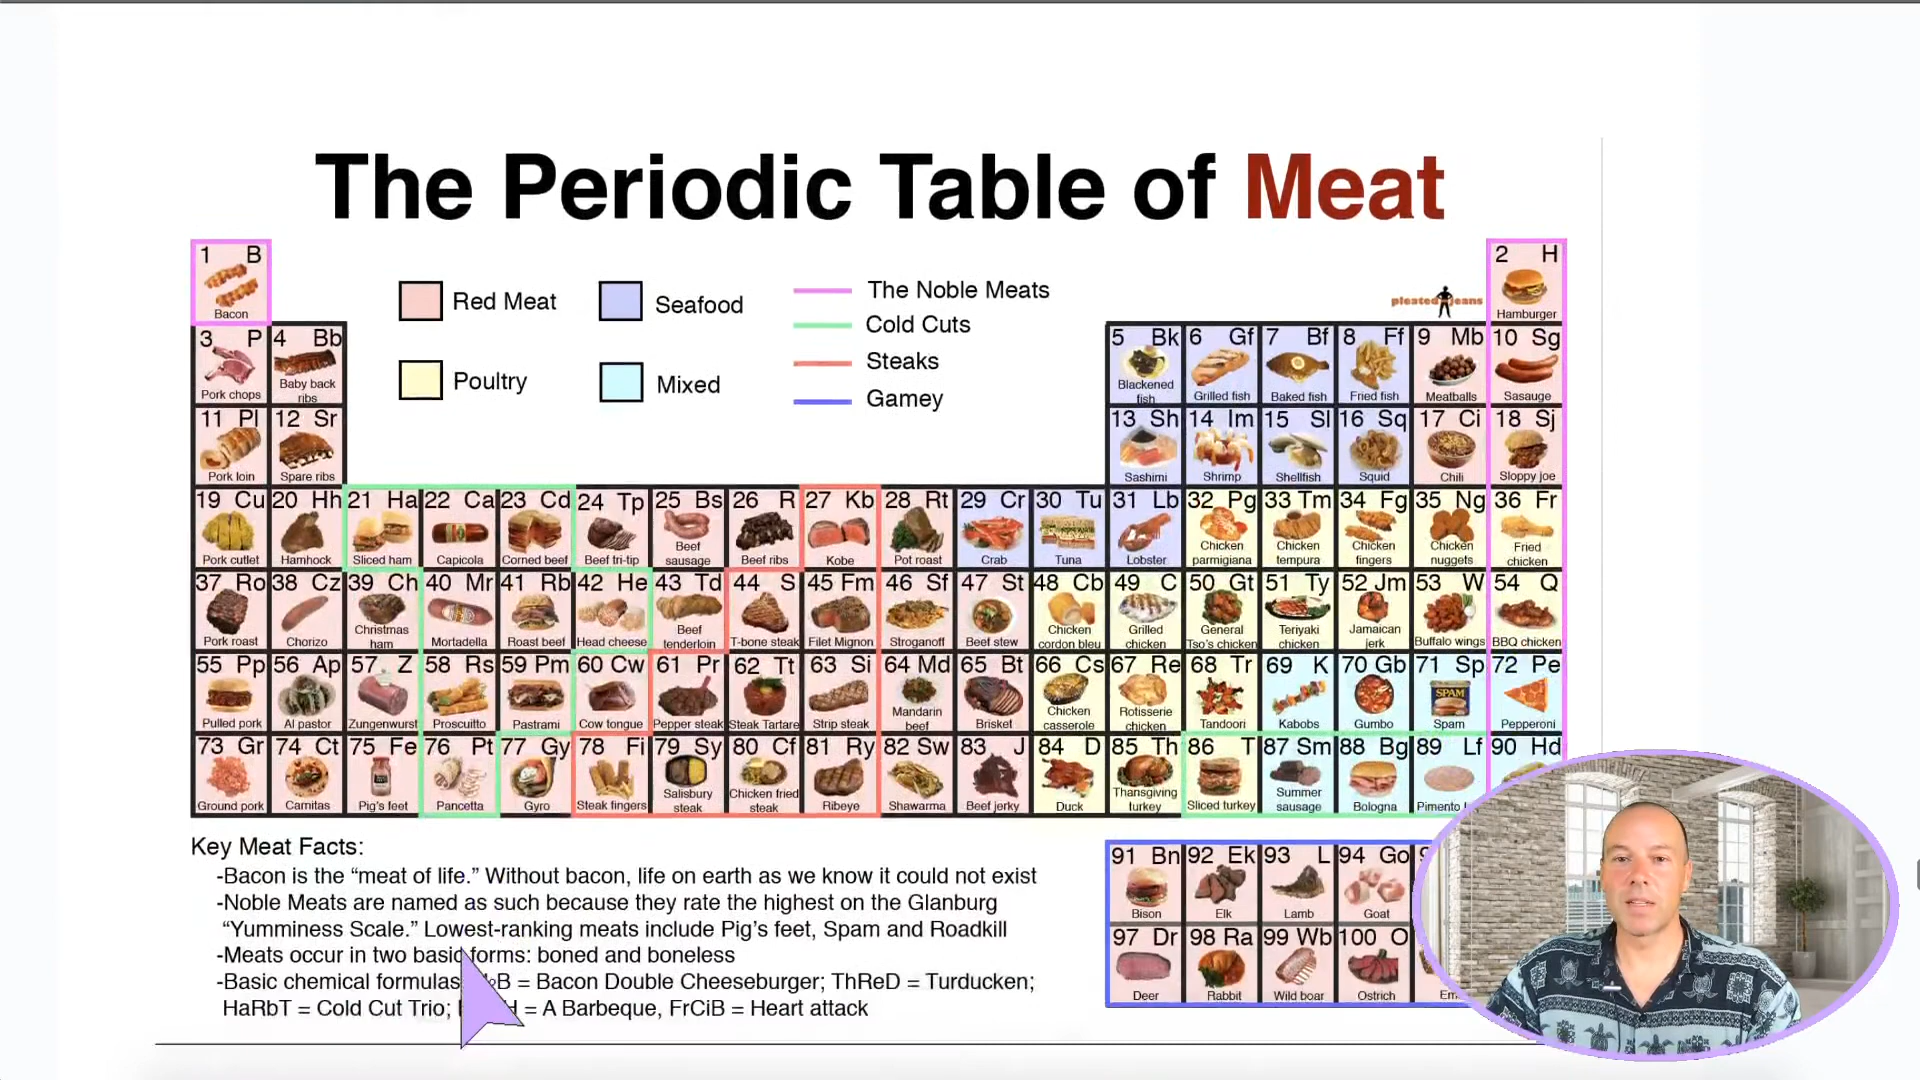 The Periodic Table of Meat
1 B
Bacon
Red Meat
Seafood
Poultry
Mixed
The Noble Meats
Cold Cuts
Steaks
Gamey
pleated jeans
2 H
Hamburger
3 P
Pork chops
4 Bb
Baby back
ribs
5 Bk
Blackened
fish
6 Gf
Grilled fish
7 Bf
Baked fish
8 Ff
Fried fish
9 Mb
Meatballs
10 Sg
Sasauge
11 Pl
Pork loin
12 Sr
Spare ribs
13 Sh
Sashimi
14 Im
Shrimp
15 Sl
Shellfish
16 Sq
Squid
17 Ci
Chili
18 Sj
Sloppy joe
19 Cu
Pork cutlet
20 Hh
Hamhock
21 Ha
Sliced ham
22 Ca
Capicola
23 Cd
Corned beef
24 Tp
Beef tri-tip
25 Bs
Beef
sausage
26 R
Beef ribs
27 Kb
Kobe
28 Rt
Pot roast
29 Cr
Crab
30 Tu
Tuna
31 Lb
Lobster
32 Pg
Chicken
parmigiana
33 Tm
Chicken
tempura
34 Fg
Chicken
fingers
35 Ng
Chicken
nuggets
36 Fr
Fried
chicken
37 Ro
Pork roast
38 Cz
Chorizo
39 Ch
Christmas
ham
40 Mr
Mortadella
41 Rb
Roast beef
42 He
Head cheese
43 Td
Beef
tenderloin
44 S
T-bone steak
45 Fm
Filet Mignon
46 Sf
Stroganoff
47 St
Beef stew
48 Cb
Chicken
cordon bleu
49 C
Grilled
chicken
50 Gt
General
Tso's chicken
51 Ty
Teriyaki
chicken
52 Jm
Jamaican
jerk
53 W
Buffalo wings
54 Q
BBQ chicken
55 Pp
Pulled pork
56 Ap
Al pastor
57 Z
Zungenwurst
58 Rs
Proscuitto
59 Pm
Pastrami
60 Cw
Cow tongue
61 Pr
Pepper steak
62 Tt
Steak Tartare
63 Si
Strip steak
64 Md
Mandarin
beef
65 Bt
Brisket
66 Cs
Chicken
casserole
67 Re
Rotisserie
chicken
68 Tr
Tandoori
69 K
Kabobs
70 Gb
Gumbo
71 Sp
SPAM
Spam
72 Pe
Pepperoni
73 Gr
Ground pork
74 Ct
Carnitas
75 Fe
Pig's feet
76 Pt
Pancetta
77 Gy
Gyro
78 Fi
Steak fingers
79 Sy
Salisbury
steak
80 Cf
Chicken fried
steak
81 Ry
Ribeye
82 Sw
Shawarma
83 J
Beef jerky
84 D
Duck
85 Th
Thansgiving
turkey
86 T
Sliced turkey
87 Sm
Summer
sausage
88 Bg
Bologna
89 Lf
Pimento
90 Hd
Key Meat Facts:
-Bacon is the “meat of life.” Without bacon, life on earth as we know it could not exist
-Noble Meats are named as such because they rate the highest on the Glanburg
“Yumminess Scale.” Lowest-ranking meats include Pig's feet, Spam and Roadkill
-Meats occur in two basic forms: boned and boneless
-Basic chemical formulas B = Bacon Double Cheeseburger; ThReD = Turducken;
HaRbT = Cold Cut Trio; H = A Barbeque, FrCiB = Heart attack
91 Bn
Bison
92 Ek
Elk
93 L
Lamb
94 Go
Goat
97 Dr
Deer
98 Ra
Rabbit
99 Wb
Wild boar
100 O
Ostrich